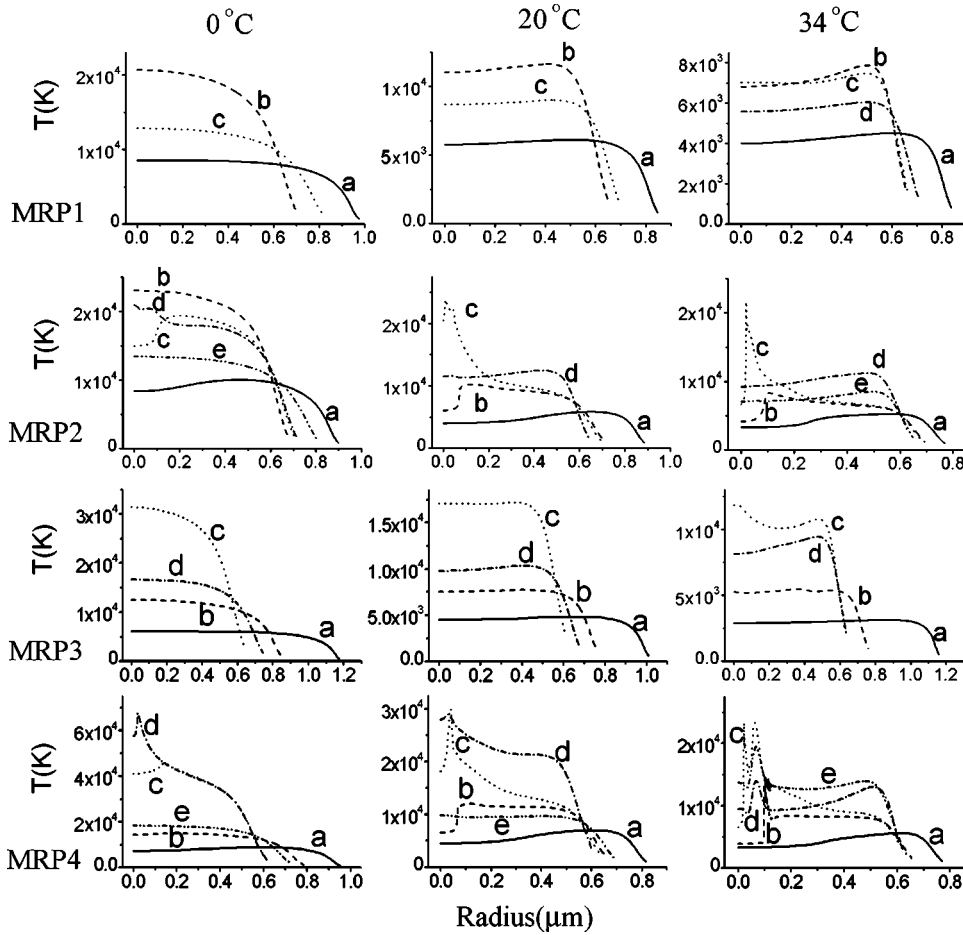 0 °C 20 °C 34 °C
MRP1
T(K)
2x10⁴
1x10⁴
0
b
c
a
0.0 0.2 0.4 0.6 0.8 1.0
1x10⁴
5x10³
0
b
c
a
0.0 0.2 0.4 0.6 0.8
8x10³
6x10³
4x10³
2x10³
0
b
c
d
a
0.0 0.2 0.4 0.6 0.8
MRP2
T(K)
2x10⁴
1x10⁴
0
b
d
c
e
a
0.0 0.2 0.4 0.6 0.8 1.0
2x10⁴
1x10⁴
0
c
d
b
a
0.0 0.2 0.4 0.6 0.8 1.0
2x10⁴
1x10⁴
0
c
d
e
b
a
0.0 0.2 0.4 0.6 0.8
MRP3
T(K)
3x10⁴
2x10⁴
1x10⁴
0
c
d
b
a
0.0 0.2 0.4 0.6 0.8 1.0 1.2
1.5x10⁴
1.0x10⁴
5.0x10³
0.0
c
d
b
a
0.0 0.2 0.4 0.6 0.8 1.0
1x10⁴
5x10³
0
c
d
b
a
0.0 0.2 0.4 0.6 0.8 1.0 1.2
MRP4
T(K)
6x10⁴
4x10⁴
2x10⁴
0
d
c
e
b
a
0.0 0.2 0.4 0.6 0.8 1.0
3x10⁴
2x10⁴
1x10⁴
0
c
d
b
e
a
0.0 0.2 0.4 0.6 0.8
2x10⁴
1x10⁴
0
c
e
d
b
a
0.0 0.2 0.4 0.6 0.8
Radius(μm)